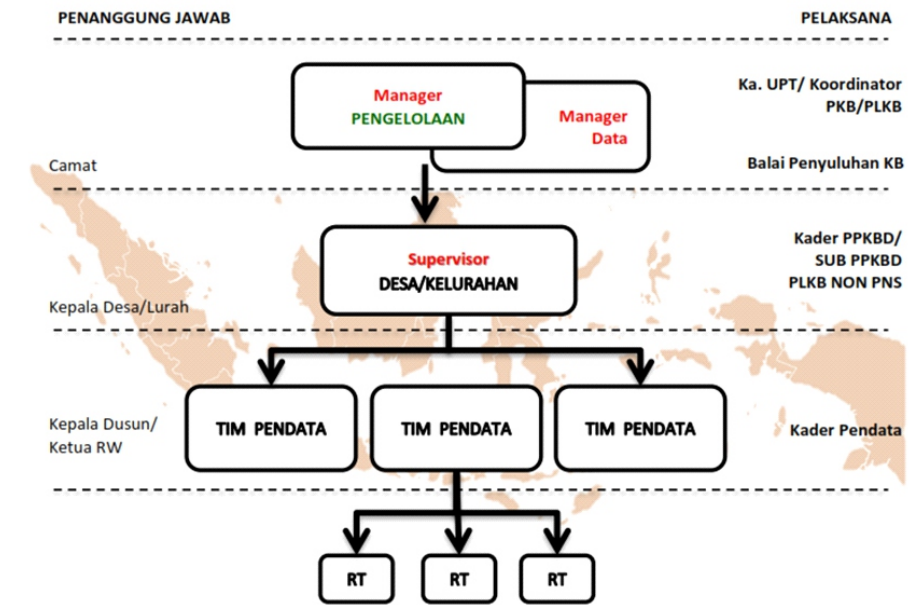 PENANGGUNG JAWAB
PELAKSANA
Manager
PENGELOLAAN
Manager
Data
Ka. UPT/ Koordinator
PKB/PLKB
Camat
Balai Penyuluhan KB
Supervisor
DESA/KELURAHAN
Kader PPKBD/
SUB PPKBD
PLKB NON PNS
Kepala Desa/Lurah
Kepala Dusun/
Ketua RW
TIM PENDATA
TIM PENDATA
TIM PENDATA
Kader Pendata
RT
RT
RT